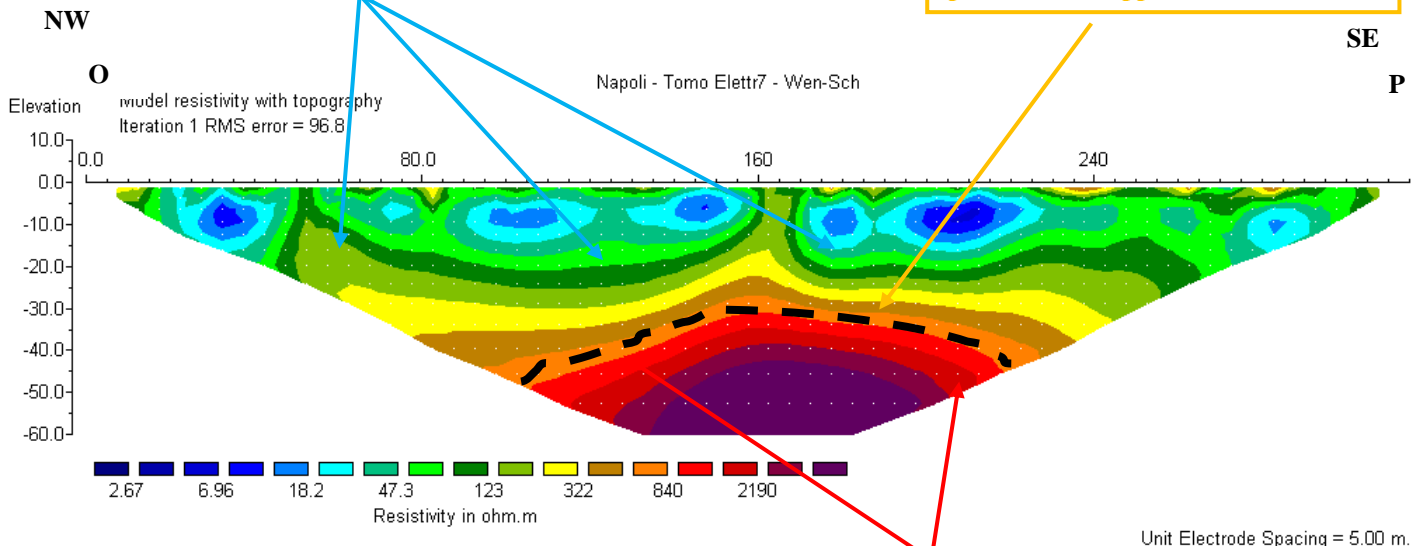 NW
SE
O
P
Napoli - Tomo Elettr7 - Wen-Sch
Elevation
Model resistivity with topography
Iteration 1 RMS error = 96.8
10.0
0.0
-10.0
-20.0
-30.0
-40.0
-50.0
-60.0
0.0 80.0 160 240
2.67 6.96 18.2 47.3 123 322 840 2190
Resistivity in ohm.m
Unit Electrode Spacing = 5.00 m.